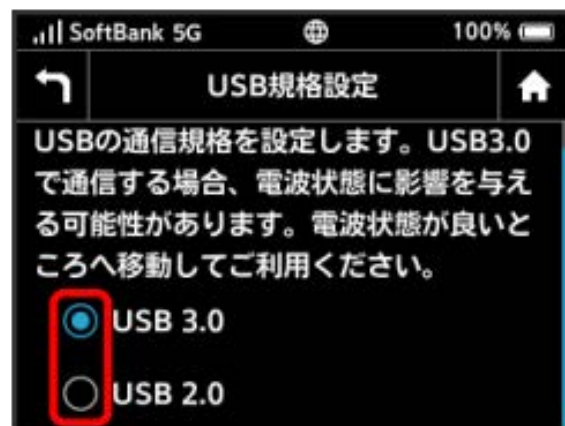 SoftBank 5G 100%
USB規格設定
USBの通信規格を設定します。USB3.0
で通信する場合、電波状態に影響を与え
る可能性があります。電波状態が良いと
ころへ移動してご利用ください。
USB 3.0
USB 2.0